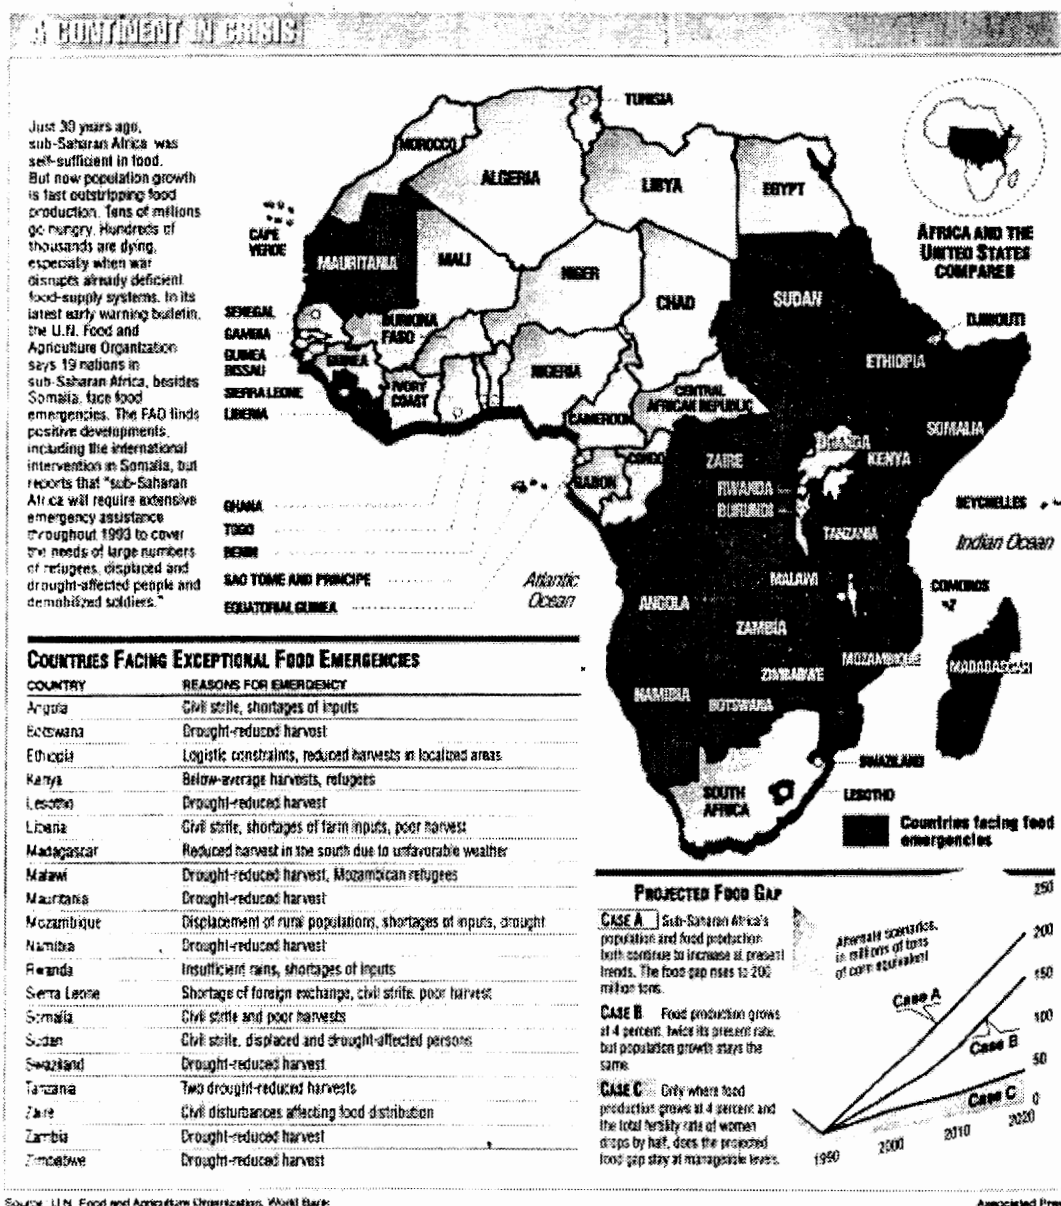 A CONTINENT IN CRISIS
Just 30 years ago,
sub-Saharan Africa was
self-sufficient in food.
But now population growth
is fast outstripping food
production. Tens of millions
go hungry. Hundreds of
thousands are dying,
especially when war
disrupts already deficient
food-supply systems. In its
latest early warning bulletin,
the U.N. Food and
Agriculture Organization
says 19 nations in
sub-Saharan Africa, besides
Somalia, face food
emergencies. The FAO finds
positive developments,
including the international
intervention in Somalia, but
reports that "sub-Saharan
Africa will require extensive
emergency assistance
throughout 1993 to cover
the needs of large numbers
of refugees, displaced and
drought-affected people and
demobilized soldiers."
TUNISIA
MOROCCO
ALGERIA
LIBYA
EGYPT
AFRICA AND THE
UNITED STATES
COMPARED
CAPE
VERDE
MAURITANIA
MALI
NIGER
CHAD
SUDAN
DJIBOUTI
SENEGAL
GAMBIA
GUINEA
BISSAU
SIERRA LEONE
LIBERIA
BURKINA
FASO
GUINEA
IVORY
COAST
NIGERIA
CENTRAL
AFRICAN REPUBLIC
CAMEROON
ETHIOPIA
SOMALIA
UGANDA
KENYA
CONGO
GABON
ZAIRE
RWANDA
BURUNDI
TANZANIA
SEYCHELLES
Indian Ocean
GHANA
TOGO
BENIN
SAO TOME AND PRINCIPE
EQUATORIAL GUINEA
Atlantic
Ocean
COMOROS
MALAWI
ANGOLA
ZAMBIA
MOZAMBIQUE
MADAGASCAR
ZIMBABWE
NAMIBIA
BOTSWANA
SWAZILAND
SOUTH
AFRICA
LESOTHO
Countries facing food
emergencies
COUNTRIES FACING EXCEPTIONAL FOOD EMERGENCIES
COUNTRY REASONS FOR EMERGENCY
Angola Civil strife, shortages of inputs
Botswana Drought-reduced harvest
Ethiopia Logistic constraints, reduced harvests in localized areas
Kenya Below-average harvests, refugees
Lesotho Drought-reduced harvest
Liberia Civil strife, shortages of farm inputs, poor harvest
Madagascar Reduced harvest in the south due to unfavorable weather
Malawi Drought-reduced harvest, Mozambican refugees
Mauritania Drought-reduced harvest
Mozambique Displacement of rural populations, shortages of inputs, drought
Namibia Drought-reduced harvest
Rwanda Insufficient rains, shortages of inputs
Sierra Leone Shortage of foreign exchange, civil strife, poor harvest
Somalia Civil strife and poor harvests
Sudan Civil strife, displaced and drought-affected persons
Swaziland Drought-reduced harvest
Tanzania Two drought-reduced harvests
Zaire Civil disturbances affecting food distribution
Zambia Drought-reduced harvest
Zimbabwe Drought-reduced harvest
PROJECTED FOOD GAP
CASE A Sub-Saharan Africa's
population and food production
both continue to increase at present
trends. The food gap rises to 200
million tons.
CASE B Food production grows
at 4 percent, twice its present rate,
but population growth stays the
same.
CASE C Only where food
production grows at 4 percent and
the total fertility rate of women
drops by half, does the projected
food gap stay at manageable levels.
Alternate scenarios,
in millions of tons
of corn equivalent
250
200
150
100
50
0
Case A
Case B
Case C
1990
2000
2010
2020
Source: U.N. Food and Agriculture Organization, World Bank
Associated Press